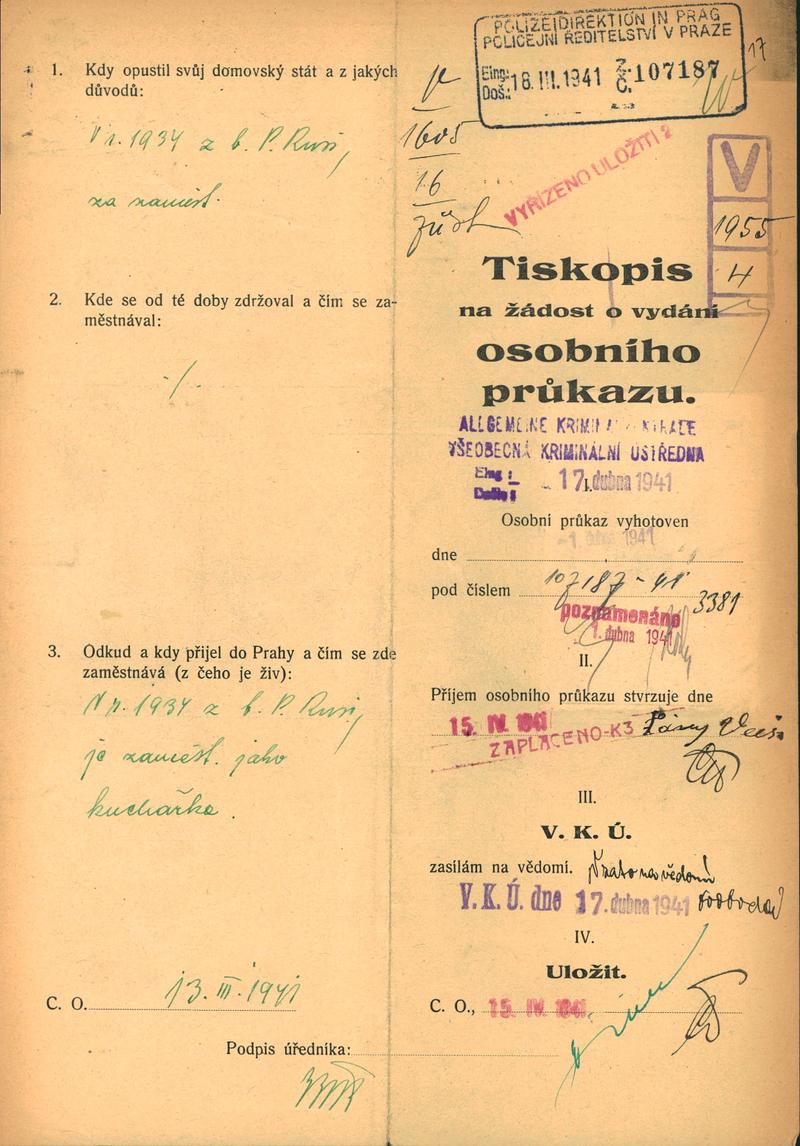 1. Kdy opustil svůj domovský stát a z jakých
důvodů:
V r. 1934 z b. P. Rusi,
za zaměst.
2. Kde se od té doby zdržoval a čím se za-
městnával:
/.
3. Odkud a kdy přijel do Prahy a čím se zde
zaměstnává (z čeho je živ):
V r. 1934 z b. P. Rusi,
je zaměst. jako
kuchařka.
C. O. 13. III. 1941
Podpis úředníka:
POLIZEIDIREKTION IN PRAG
POLICEJNÍ ŘEDITELSTVÍ V PRAZE
Eing.: Doš.: 18. III. 1941 Z. Č. 107187
17
1605
16
VYŘÍZENO ULOŽITI 2
V
1955
4
Tiskopis
na žádost o vydání
osobního
průkazu.
ALLGEMEINE
VŠEOBECNÁ KRIMINÁLNÍ ÚSTŘEDNA
17. dubna 1941
Osobní průkaz vyhotoven
1. dubna 1941
dne
pod číslem 107187-41
3381
poznamenáno
1. dubna 1941
II.
Příjem osobního průkazu stvrzuje dne
15. IV. 1941
ZAPLACENO-K3
III.
V. K. Ú.
zasílám na vědomí.
V.K.Ú. dne 17. dubna 1941
IV.
Uložit.
C. O., 15. IV. 1941